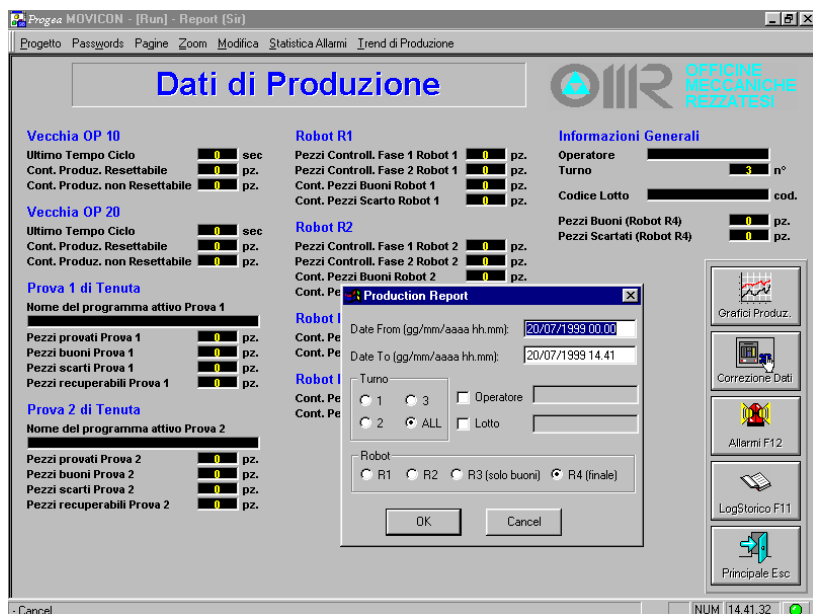 Progea MOVICON - [Run] - Report (Sir)
Progetto Passwords Pagine Zoom Modifica Statistica Allarmi Trend di Produzione
Dati di Produzione
OMR OFFICINE
MECCANICHE
REZZATESI
Vecchia OP 10
Ultimo Tempo Ciclo 0 sec
Cont. Produz. Resettabile 0 pz.
Cont. Produz. non Resettabile 0 pz.
Vecchia OP 20
Ultimo Tempo Ciclo 0 sec
Cont. Produz. Resettabile 0 pz.
Cont. Produz. non Resettabile 0 pz.
Prova 1 di Tenuta
Nome del programma attivo Prova 1
Pezzi provati Prova 1 0 pz.
Pezzi buoni Prova 1 0 pz.
Pezzi scarti Prova 1 0 pz.
Pezzi recuperabili Prova 1 0 pz.
Prova 2 di Tenuta
Nome del programma attivo Prova 2
Pezzi provati Prova 2 0 pz.
Pezzi buoni Prova 2 0 pz.
Pezzi scarti Prova 2 0 pz.
Pezzi recuperabili Prova 2 0 pz.
Robot R1
Pezzi Controll. Fase 1 Robot 1 0 pz.
Pezzi Controll. Fase 2 Robot 1 0 pz.
Cont. Pezzi Buoni Robot 1 0 pz.
Cont. Pezzi Scarto Robot 1 0 pz.
Robot R2
Pezzi Controll. Fase 1 Robot 2 0 pz.
Pezzi Controll. Fase 2 Robot 2 0 pz.
Cont. Pezzi Buoni Robot 2 0 pz.
Cont. Pe
Robot
Cont. Pe
Cont. Pe
Robot
Cont. Pe
Cont. Pe
Informazioni Generali
Operatore
Turno 3 n°
Codice Lotto cod.
Pezzi Buoni (Robot R4) 0 pz.
Pezzi Scartati (Robot R4) 0 pz.
Production Report
Date From (gg/mm/aaaa hh.mm): 20/07/1999 00.00
Date To (gg/mm/aaaa hh.mm): 20/07/1999 14.41
Turno
1 3 Operatore
2 ALL Lotto
Robot
R1 R2 R3 (solo buoni) R4 (finale)
OK Cancel
Grafici Produz.
Correzione Dati
Allarmi F12
LogStorico F11
Principale Esc
- Cancel NUM 14.41.32